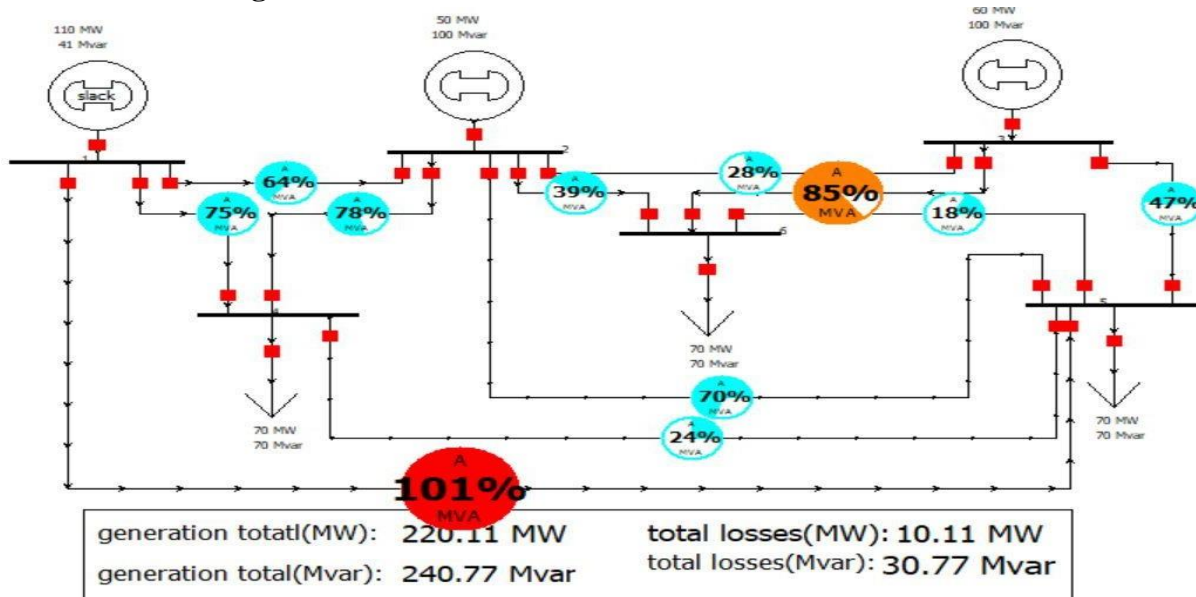 110 MW
41 Mvar
50 MW
100 Mvar
60 MW
100 Mvar
slack
1
2
3
A
64%
MVA
A
28%
MVA
A
85%
MVA
A
39%
MVA
A
75%
MVA
A
78%
MVA
A
18%
MVA
A
47%
MVA
6
5
4
70 MW
70 Mvar
70 MW
70 Mvar
70 MW
70 Mvar
A
70%
MVA
A
24%
MVA
A
101%
MVA
generation totatl(MW): 220.11 MW
total losses(MW): 10.11 MW
generation total(Mvar): 240.77 Mvar
total losses(Mvar): 30.77 Mvar